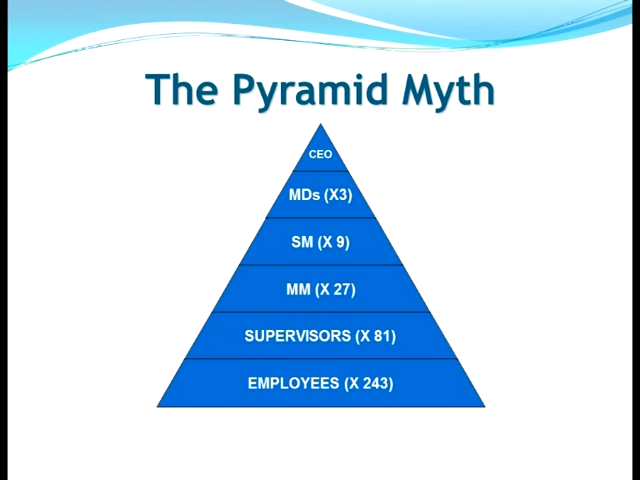 The Pyramid Myth
CEO
MDs (X3)
SM (X 9)
MM (X 27)
SUPERVISORS (X 81)
EMPLOYEES (X 243)